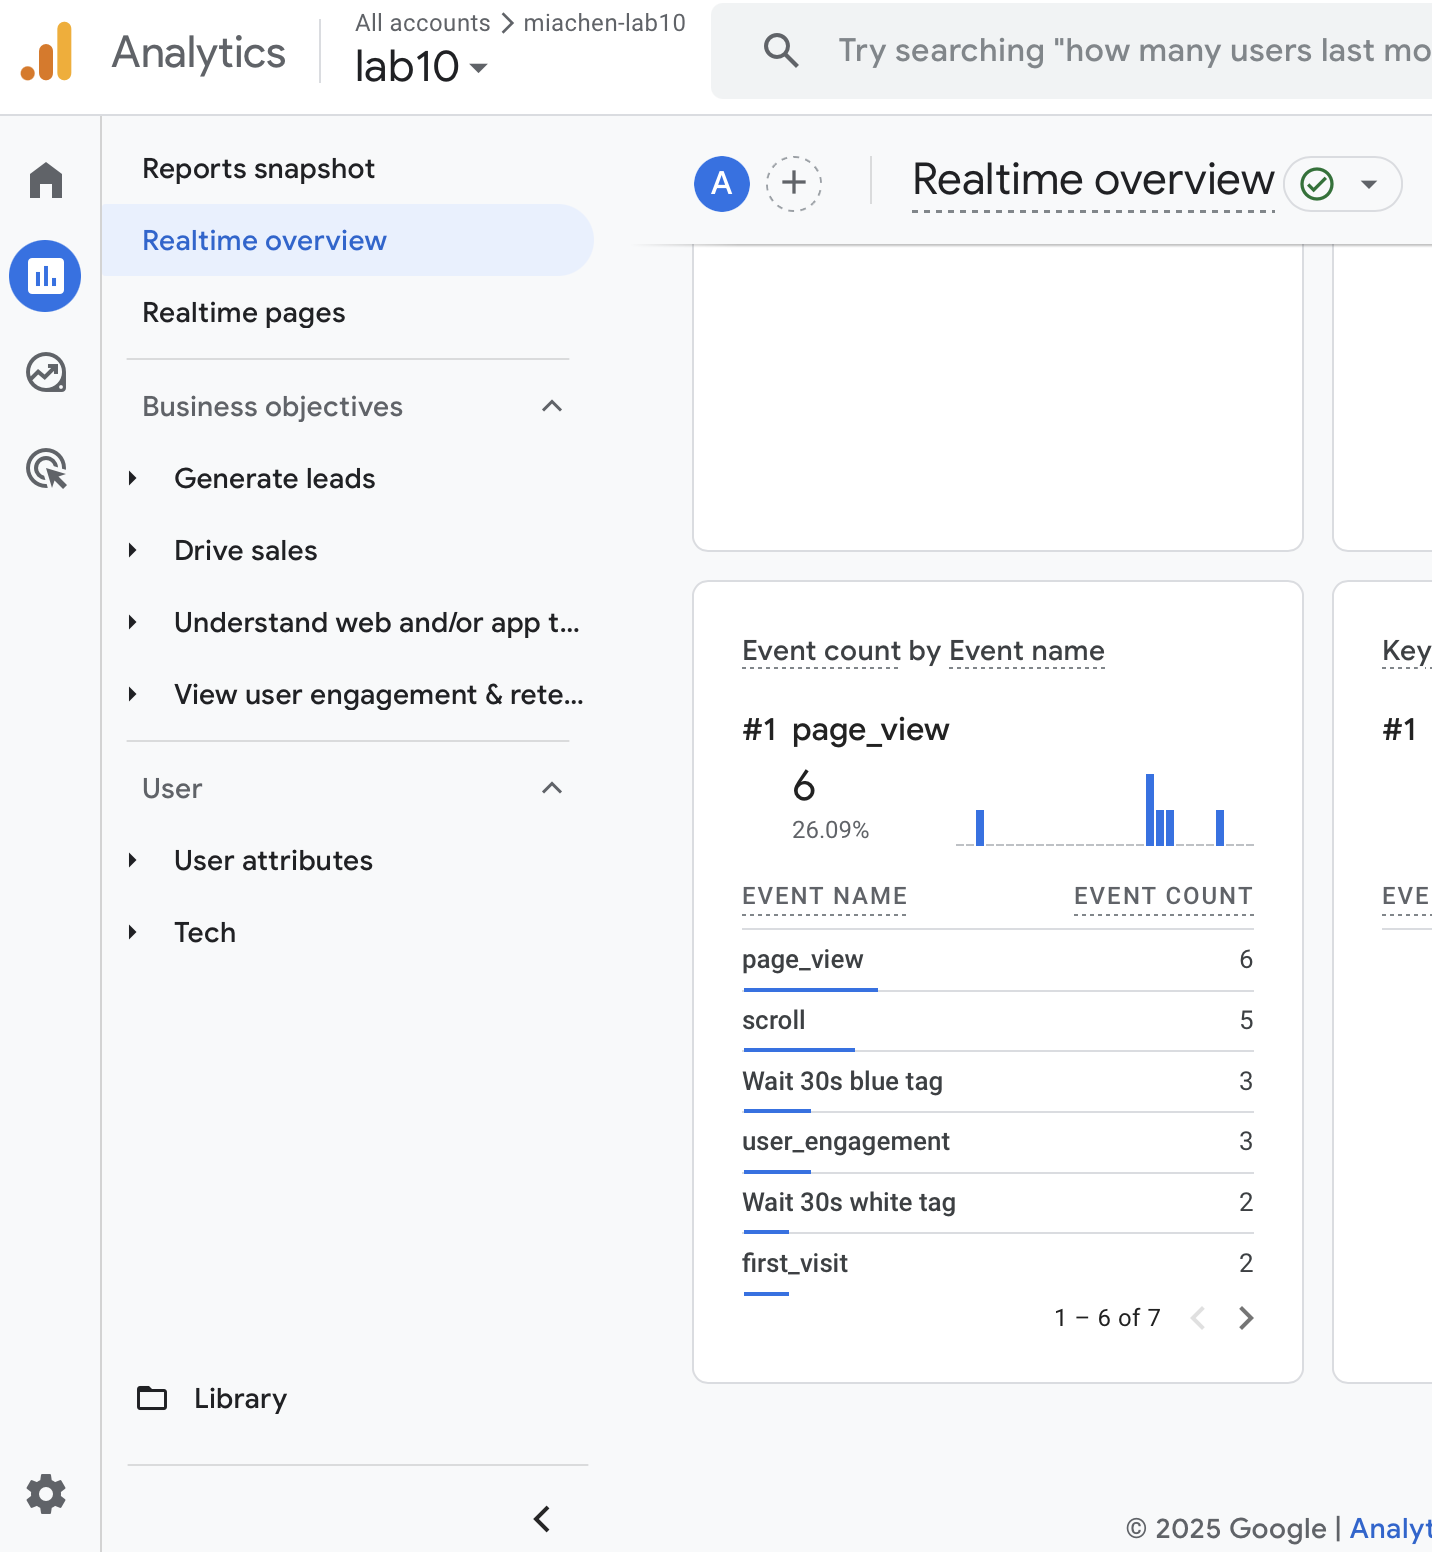 Analytics
All accounts > miachen-lab10
lab10
Try searching "how many users last mo
Reports snapshot
Realtime overview
Realtime pages
Business objectives
Generate leads
Drive sales
Understand web and/or app t...
View user engagement & rete...
User
User attributes
Tech
Library
A
Realtime overview
Event count by Event name
#1 page_view
6
26.09%
EVENT NAME EVENT COUNT
page_view 6
scroll 5
Wait 30s blue tag 3
user_engagement 3
Wait 30s white tag 2
first_visit 2
1 – 6 of 7
Key
#1
EVE
© 2025 Google | Analyt